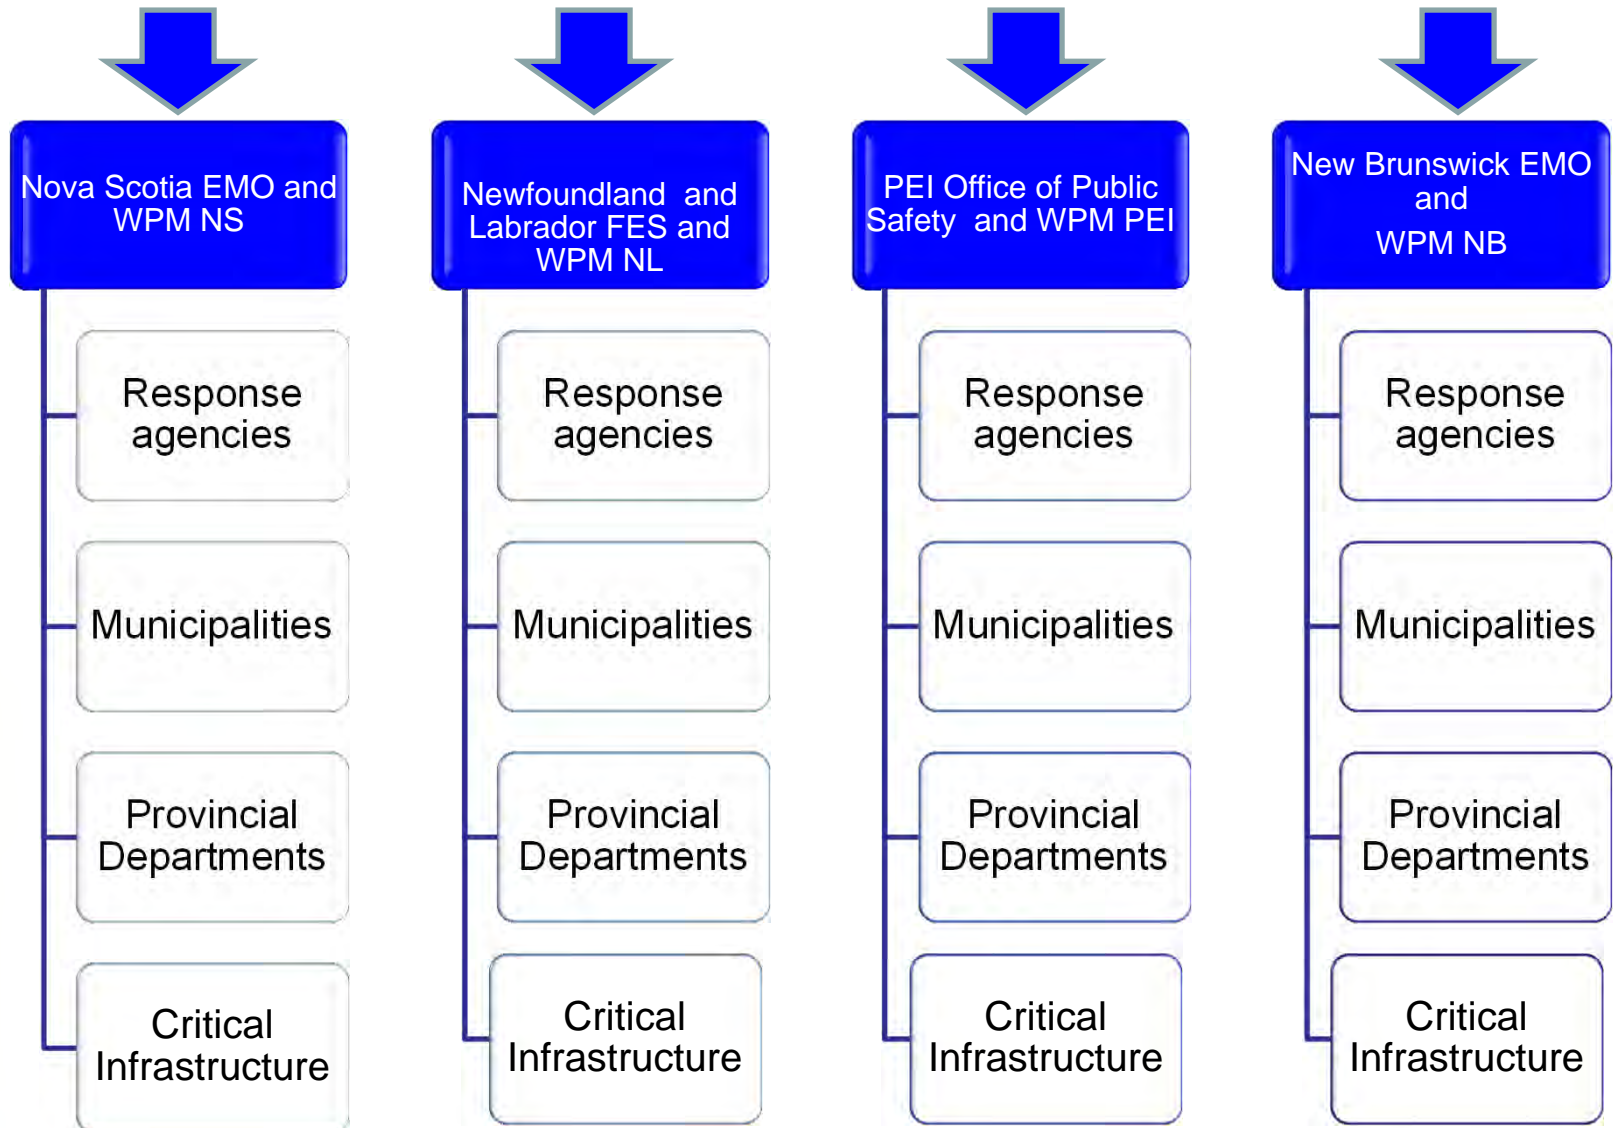 Nova Scotia EMO and
WPM NS
Response
agencies
Municipalities
Provincial
Departments
Critical
Infrastructure
Newfoundland and
Labrador FES and
WPM NL
Response
agencies
Municipalities
Provincial
Departments
Critical
Infrastructure
PEI Office of Public
Safety and WPM PEI
Response
agencies
Municipalities
Provincial
Departments
Critical
Infrastructure
New Brunswick EMO
and
WPM NB
Response
agencies
Municipalities
Provincial
Departments
Critical
Infrastructure